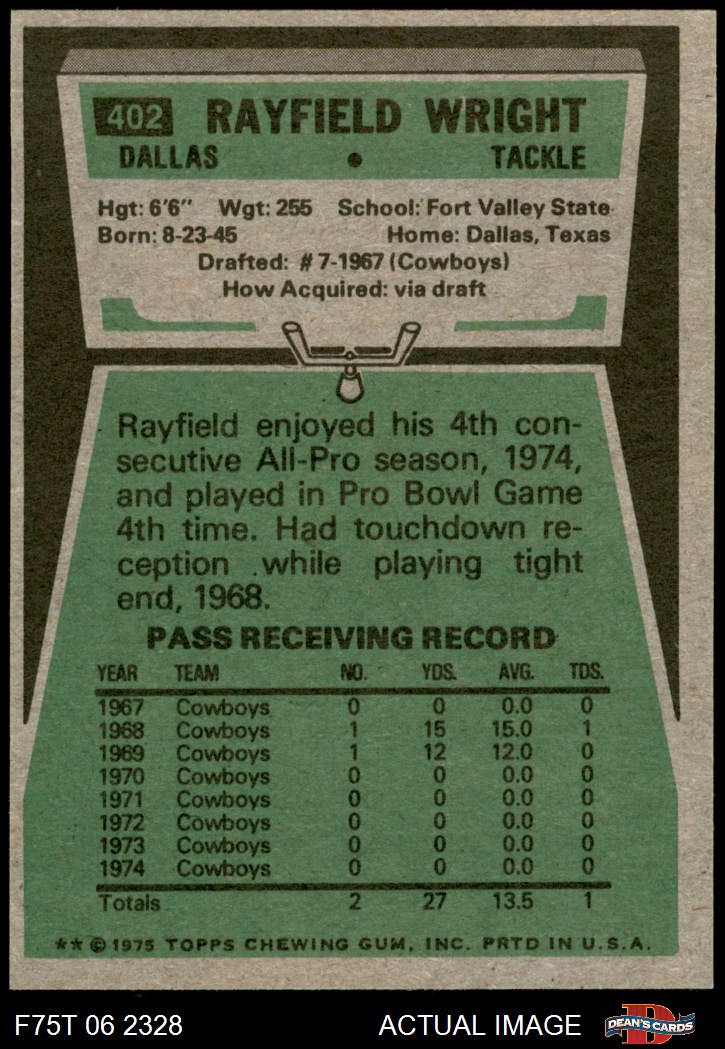 402 RAYFIELD WRIGHT
DALLAS • TACKLE
Hgt: 6'6" Wgt: 255 School: Fort Valley State
Born: 8-23-45 Home: Dallas, Texas
Drafted: #7-1967 (Cowboys)
How Acquired: via draft
Rayfield enjoyed his 4th con-
secutive All-Pro season, 1974,
and played in Pro Bowl Game
4th time. Had touchdown re-
ception while playing tight
end, 1968.
PASS RECEIVING RECORD
YEAR TEAM NO. YDS. AVG. TDS.
1967 Cowboys 0 0 0.0 0
1968 Cowboys 1 15 15.0 1
1969 Cowboys 1 12 12.0 0
1970 Cowboys 0 0 0.0 0
1971 Cowboys 0 0 0.0 0
1972 Cowboys 0 0 0.0 0
1973 Cowboys 0 0 0.0 0
1974 Cowboys 0 0 0.0 0
Totals 2 27 13.5 1
** © 1975 TOPPS CHEWING GUM, INC. PRTD IN U.S.A.
F75T 06 2328 ACTUAL IMAGE DEAN'S CARDS